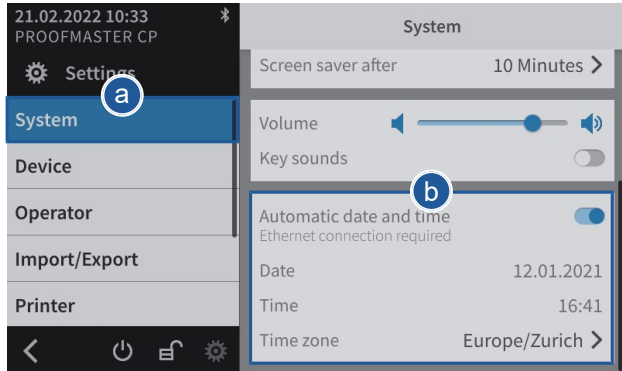 21.02.2022 10:33
PROOFMASTER CP
Settings
a
System
Device
Operator
Import/Export
Printer
System
Screen saver after 10 Minutes
Volume
Key sounds
b
Automatic date and time
Ethernet connection required
Date 12.01.2021
Time 16:41
Time zone Europe/Zurich